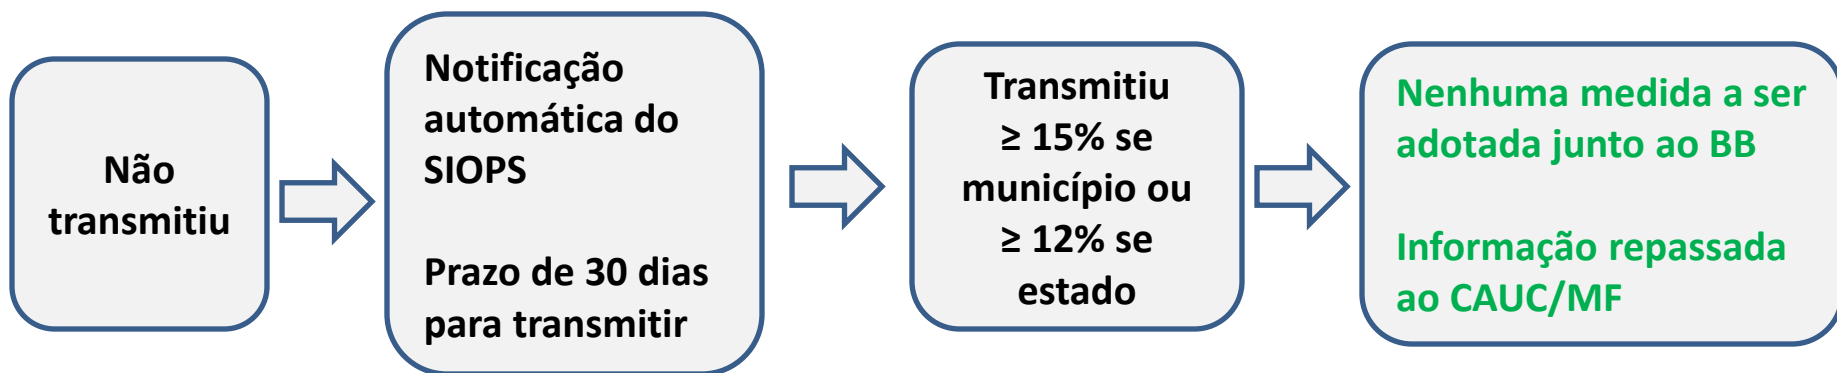 Não
transmitiu
Notificação
automática do
SIOPS
Prazo de 30 dias
para transmitir
Transmitiu
≥ 15% se
município ou
≥ 12% se
estado
Nenhuma medida a ser
adotada junto ao BB
Informação repassada
ao CAUC/MF